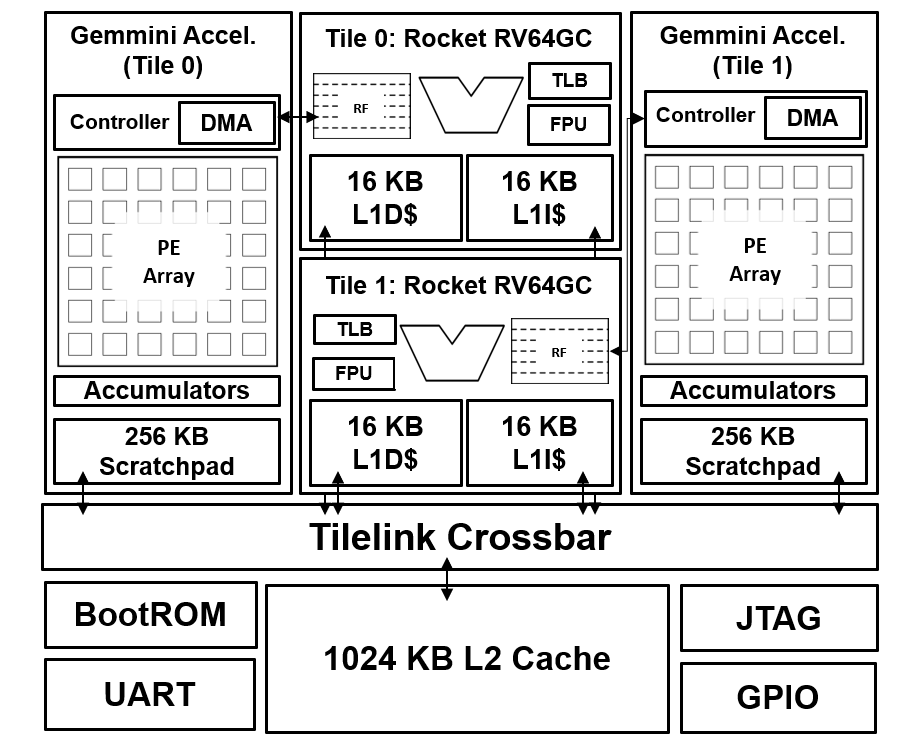 Gemmini Accel.
(Tile 0)
Controller
DMA
PE
Array
Accumulators
256 KB
Scratchpad
Tile 0: Rocket RV64GC
RF
TLB
FPU
16 KB
L1D$
16 KB
L1I$
Tile 1: Rocket RV64GC
TLB
FPU
RF
16 KB
L1D$
16 KB
L1I$
Gemmini Accel.
(Tile 1)
Controller
DMA
PE
Array
Accumulators
256 KB
Scratchpad
Tilelink Crossbar
BootROM
UART
1024 KB L2 Cache
JTAG
GPIO